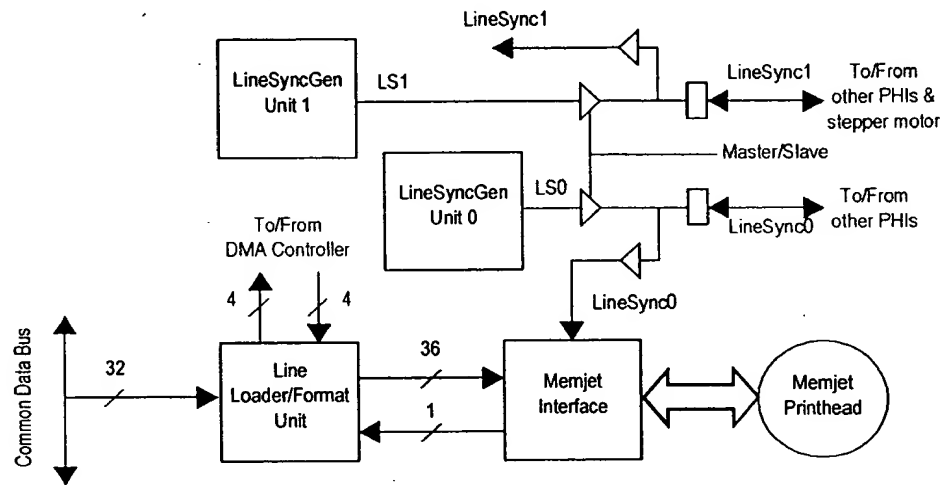 LineSync1
LineSyncGen
Unit 1
LS1
LineSync1
To/From
other PHIs &
stepper motor
Master/Slave
LineSyncGen
Unit 0
LS0
LineSync0
To/From
other PHIs
To/From
DMA Controller
4
4
LineSync0
Common Data Bus
32
Line
Loader/Format
Unit
36
1
Memjet
Interface
Memjet
Printhead